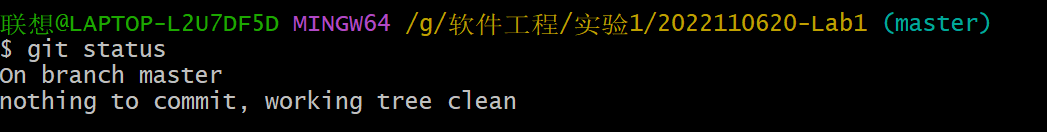 联想@LAPTOP-L2U7DF5D MINGW64 /g/软件工程/实验1/2022110620-Lab1 (master)
$ git status
On branch master
nothing to commit, working tree clean